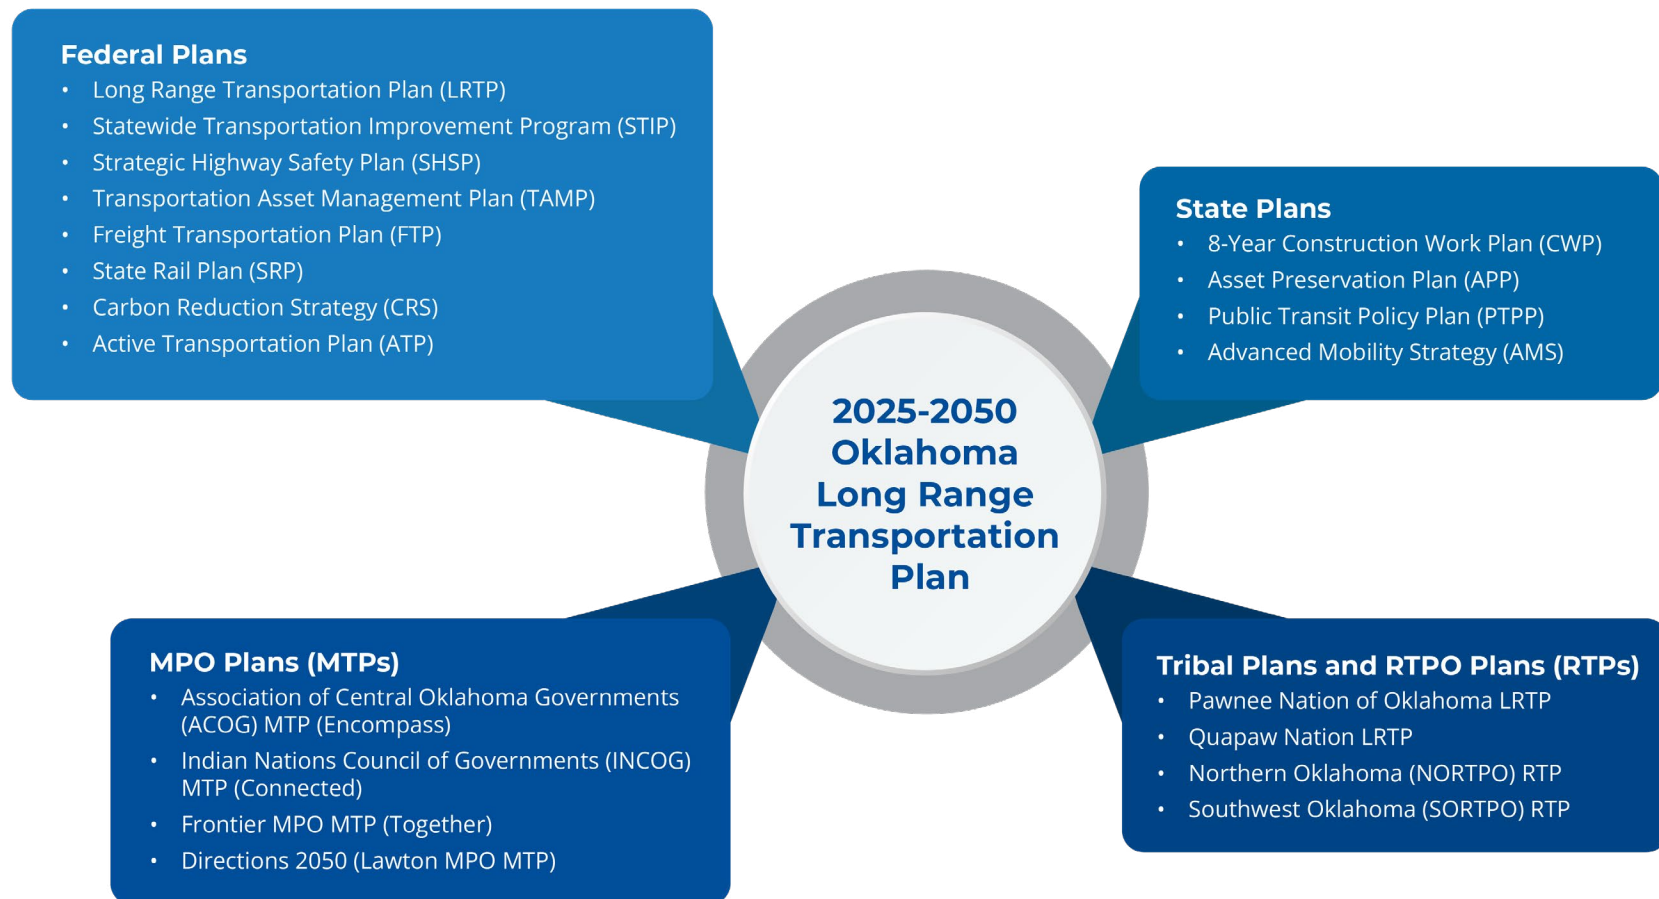 Federal Plans
• Long Range Transportation Plan (LRTP)
• Statewide Transportation Improvement Program (STIP)
• Strategic Highway Safety Plan (SHSP)
• Transportation Asset Management Plan (TAMP)
• Freight Transportation Plan (FTP)
• State Rail Plan (SRP)
• Carbon Reduction Strategy (CRS)
• Active Transportation Plan (ATP)
State Plans
• 8-Year Construction Work Plan (CWP)
• Asset Preservation Plan (APP)
• Public Transit Policy Plan (PTPP)
• Advanced Mobility Strategy (AMS)
2025-2050
Oklahoma
Long Range
Transportation
Plan
MPO Plans (MTPs)
• Association of Central Oklahoma Governments
(ACOG) MTP (Encompass)
• Indian Nations Council of Governments (INCOG)
MTP (Connected)
• Frontier MPO MTP (Together)
• Directions 2050 (Lawton MPO MTP)
Tribal Plans and RTPO Plans (RTPs)
• Pawnee Nation of Oklahoma LRTP
• Quapaw Nation LRTP
• Northern Oklahoma (NORTPO) RTP
• Southwest Oklahoma (SORTPO) RTP